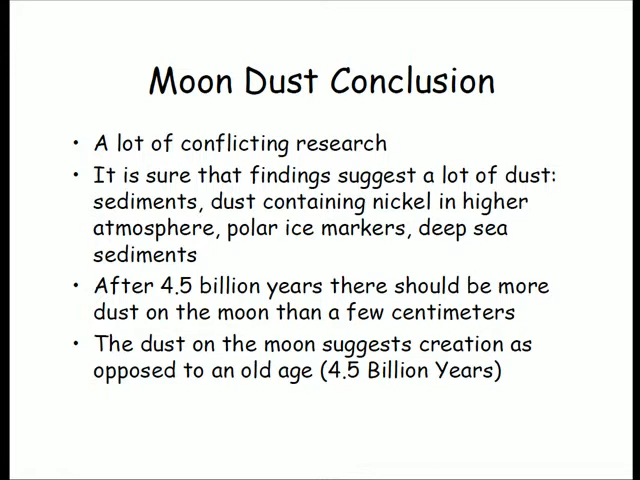 Moon Dust Conclusion
• A lot of conflicting research
• It is sure that findings suggest a lot of dust:
sediments, dust containing nickel in higher
atmosphere, polar ice markers, deep sea
sediments
• After 4.5 billion years there should be more
dust on the moon than a few centimeters
• The dust on the moon suggests creation as
opposed to an old age (4.5 Billion Years)